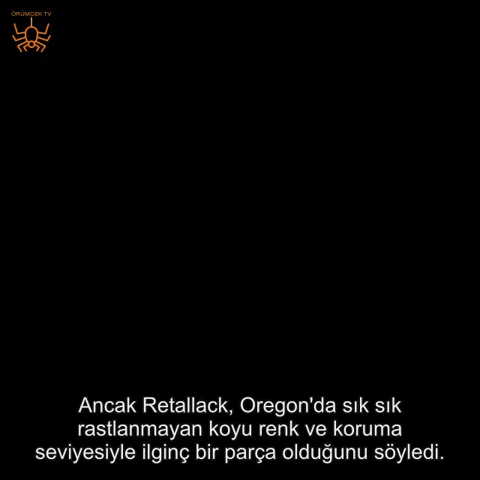 ÖRÜMCEK TV
Ancak Retallack, Oregon'da sık sık
rastlanmayan koyu renk ve koruma
seviyesiyle ilginç bir parça olduğunu söyledi.